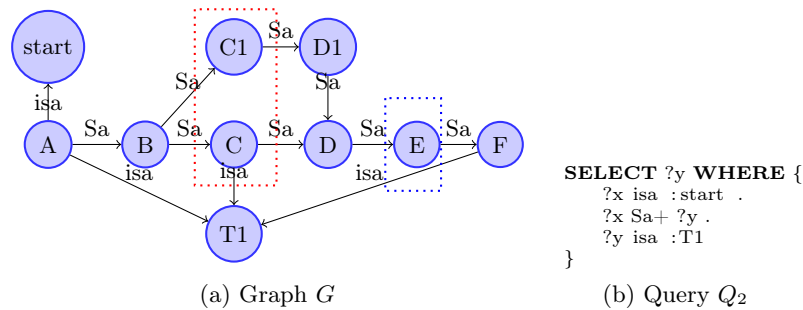 start
C1
Sa
D1
isa
Sa
Sa
A
Sa
B
Sa
C
Sa
D
Sa
E
Sa
F
isa
isa
isa
T1
(a) Graph G
SELECT ?y WHERE {
?x isa :start .
?x Sa+ ?y .
?y isa :T1
}
(b) Query Q₂